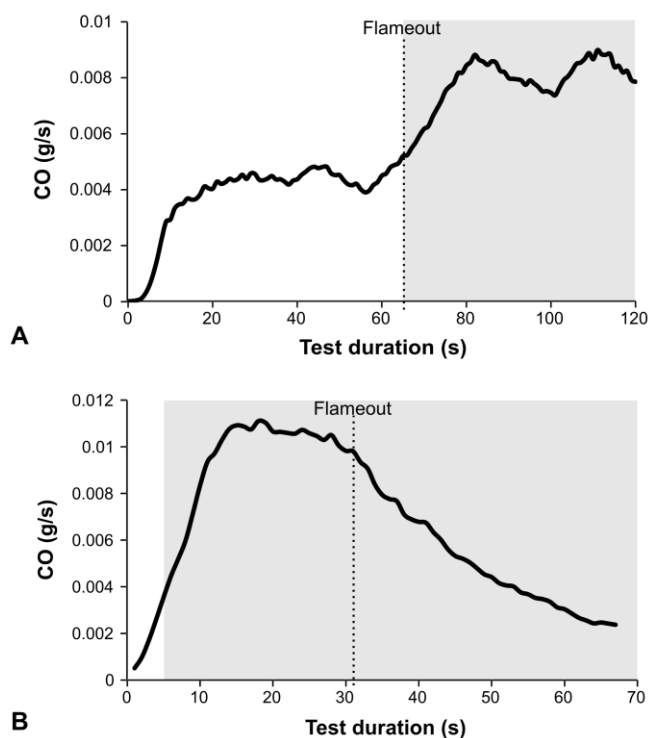 0.01
Flameout
0.008
0.006
0.004
0.002
0
CO (g/s)
0 20 40 60 80 100 120
Test duration (s)
A
0.012
Flameout
0.01
0.008
0.006
0.004
0.002
0
CO (g/s)
0 10 20 30 40 50 60 70
Test duration (s)
B